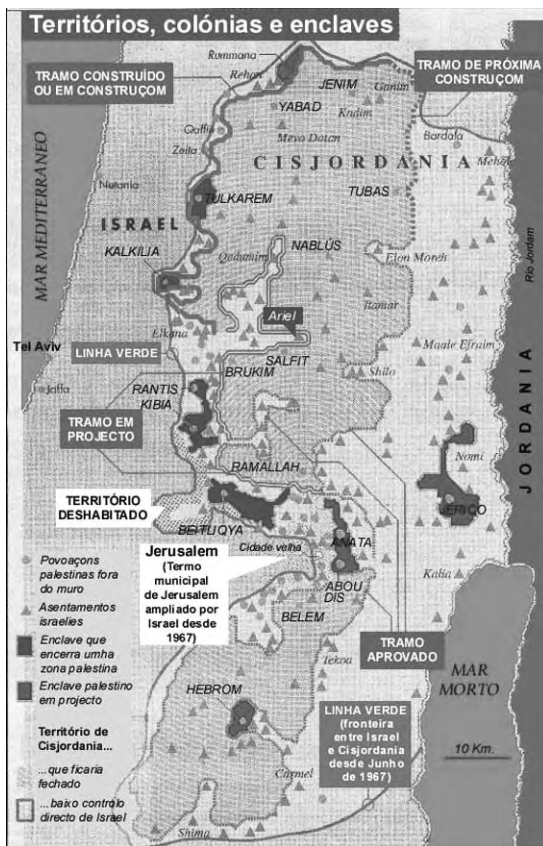 Territórios, colónias e enclaves
Rummana
Rehan
TRAMO CONSTRUÍDO
OU EM CONSTRUÇOM
JENIM
Ganim
TRAMO DE PRÓXIMA
CONSTRUÇOM
YABAD
Kadim
Mevo Dotan
Bardala
Mehola
CISJORDANIA
Zeita
TUBAS
Netania
TULKAREM
ISRAEL
NABLÚS
KALKILIA
Qedumim
Elon Moreh
MAR MEDITERRANEO
Rio Jordam
Ariel
Elkana
Tel Aviv
LINHA VERDE
SALFIT
Maale Efraim
BRUKIM
Shilo
Jaffa
RANTIS
KIBIA
TRAMO EM
PROJECTO
JORDANIA
RAMALLAH
Nomi
TERRITÓRIO
DESHABITADO
JERIÇO
BEITUQYA
Cidade velha
ANATA
Jerusalem
(Termo
municipal
de Jerusalem
ampliado por
Israel desde
1967)
Povoaçons
palestinas fora
do muro
Kalia
ABOU
DIS
Asentamentos
israelies
BELEM
TRAMO
APROVADO
Enclave que
encerra umha
zona palestina
Tekoa
MAR
MORTO
Enclave palestino
em projecto
HEBROM
LINHA VERDE
(fronteira
entre Israel
e Cisjordania
desde Junho
de 1967)
Território de
Cisjordania...
10 Km.
...que ficaria
fechado
Carmel
...baixo controlo
directo de Israel
Shima